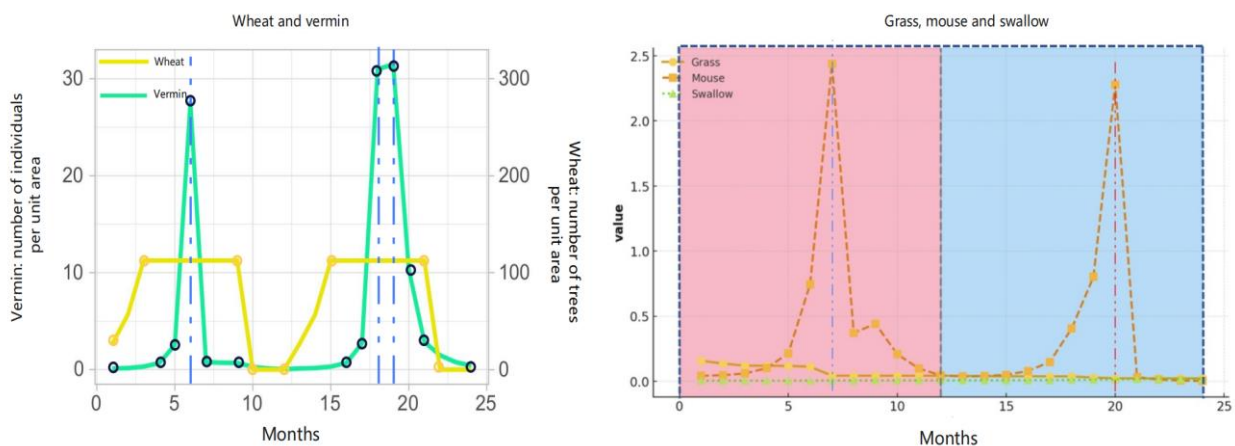 Wheat and vermin
Wheat
Vermin
30
20
10
0
300
200
100
0
0
5
10
15
20
25
Months
Vermin: number of individuals
per unit area
Wheat: number of trees
per unit area
Grass, mouse and swallow
Grass
Mouse
Swallow
2.5
2.0
1.5
1.0
0.5
0.0
value
0
5
10
15
20
25
Months